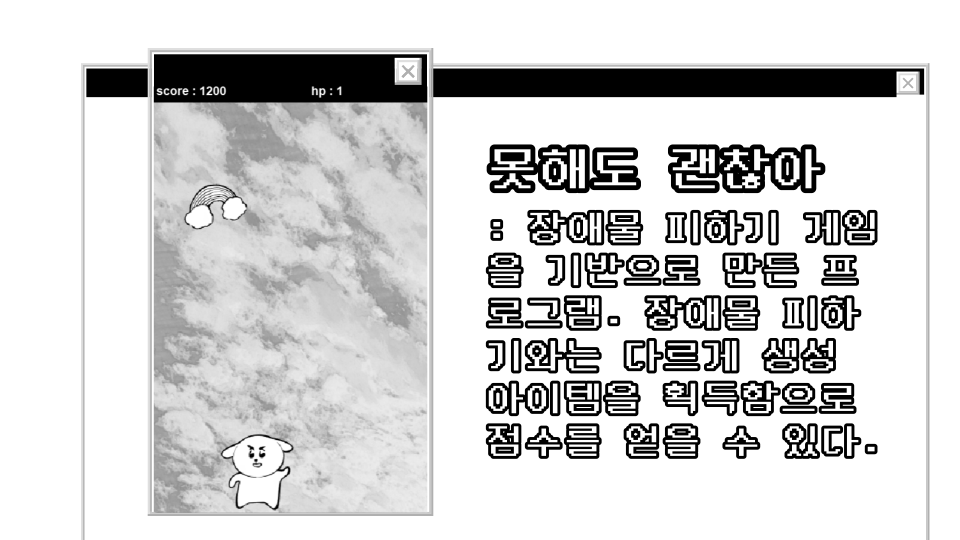 score : 1200 hp : 1
못해도 괜찮아
: 장애물 피하기 게임
을 기반으로 만든 프
로그램. 장애물 피하
기와는 다르게 생성
아이템을 획득함으로
점수를 얻을 수 있다.